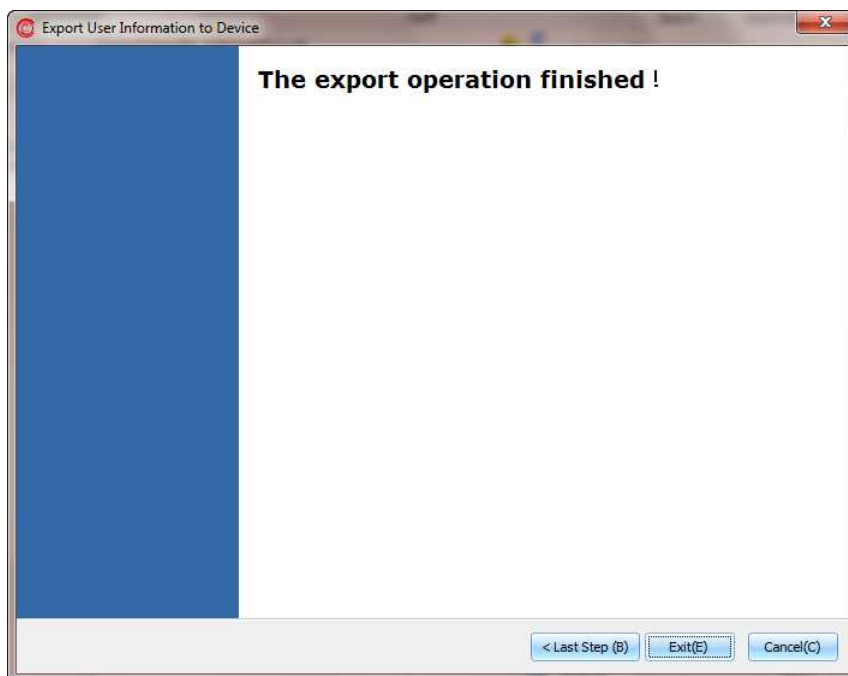 Export User Information to Device
The export operation finished !
< Last Step (B)
Exit(E)
Cancel(C)